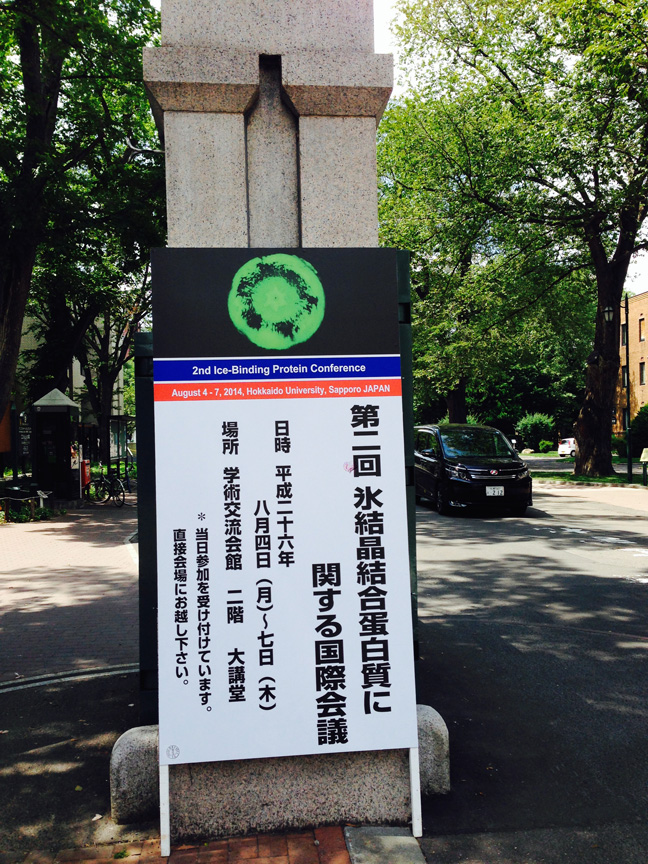 2nd Ice-Binding Protein Conference
August 4 - 7, 2014, Hokkaido University, Sapporo JAPAN
第二回 氷結晶結合蛋白質に
関する国際会議
日時 平成二十六年
八月四日（月）～七日（木）
場所 学術交流会館 二階 大講堂
＊当日参加を受け付けています。
直接会場にお越し下さい。